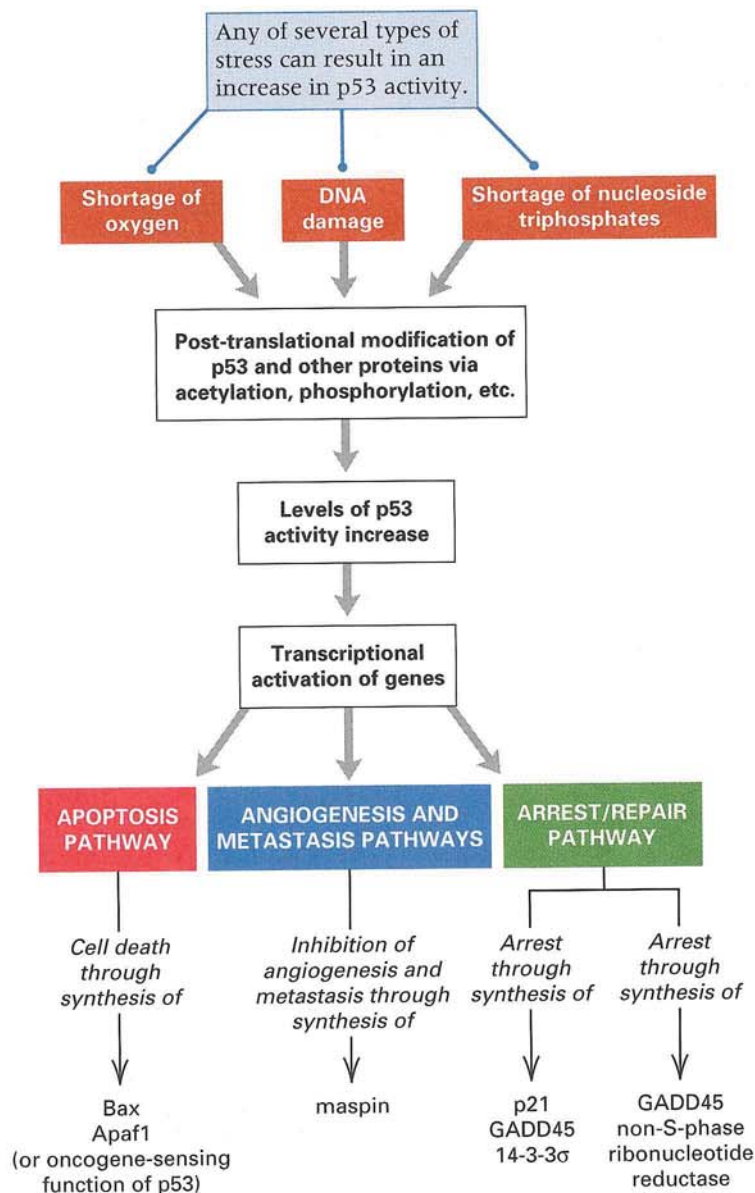 Any of several types of
stress can result in an
increase in p53 activity.
Shortage of
oxygen
DNA
damage
Shortage of nucleoside
triphosphates
Post-translational modification of
p53 and other proteins via
acetylation, phosphorylation, etc.
Levels of p53
activity increase
Transcriptional
activation of genes
APOPTOSIS
PATHWAY
ANGIOGENESIS AND
METASTASIS PATHWAYS
ARREST/REPAIR
PATHWAY
Cell death
through
synthesis of
Inhibition of
angiogenesis and
metastasis through
synthesis of
Arrest
through
synthesis of
Arrest
through
synthesis of
Bax
Apaf1
(or oncogene-sensing
function of p53)
maspin
p21
GADD45
14-3-3σ
GADD45
non-S-phase
ribonucleotide
reductase